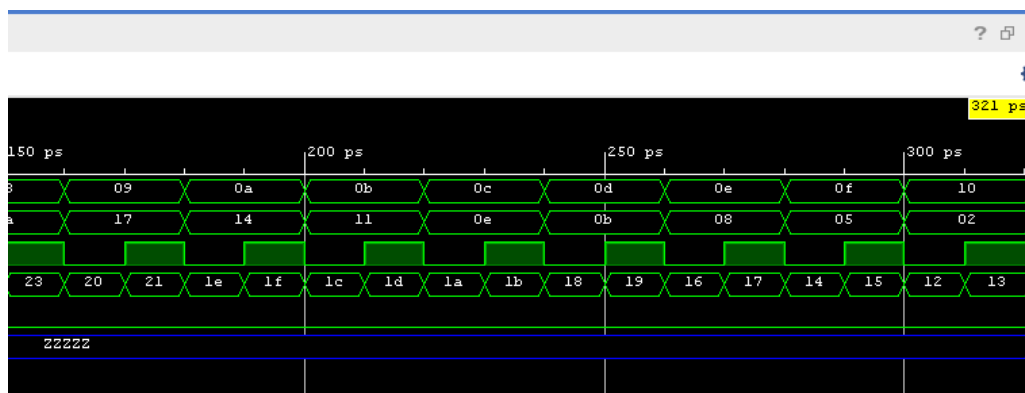 ?
321 ps
150 ps 200 ps 250 ps 300 ps
09 0a 0b 0c 0d 0e 0f 10
17 14 11 0e 0b 08 05 02
23 20 21 1e 1f 1c 1d 1a 1b 18 19 16 17 14 15 12 13
ZZZZZ